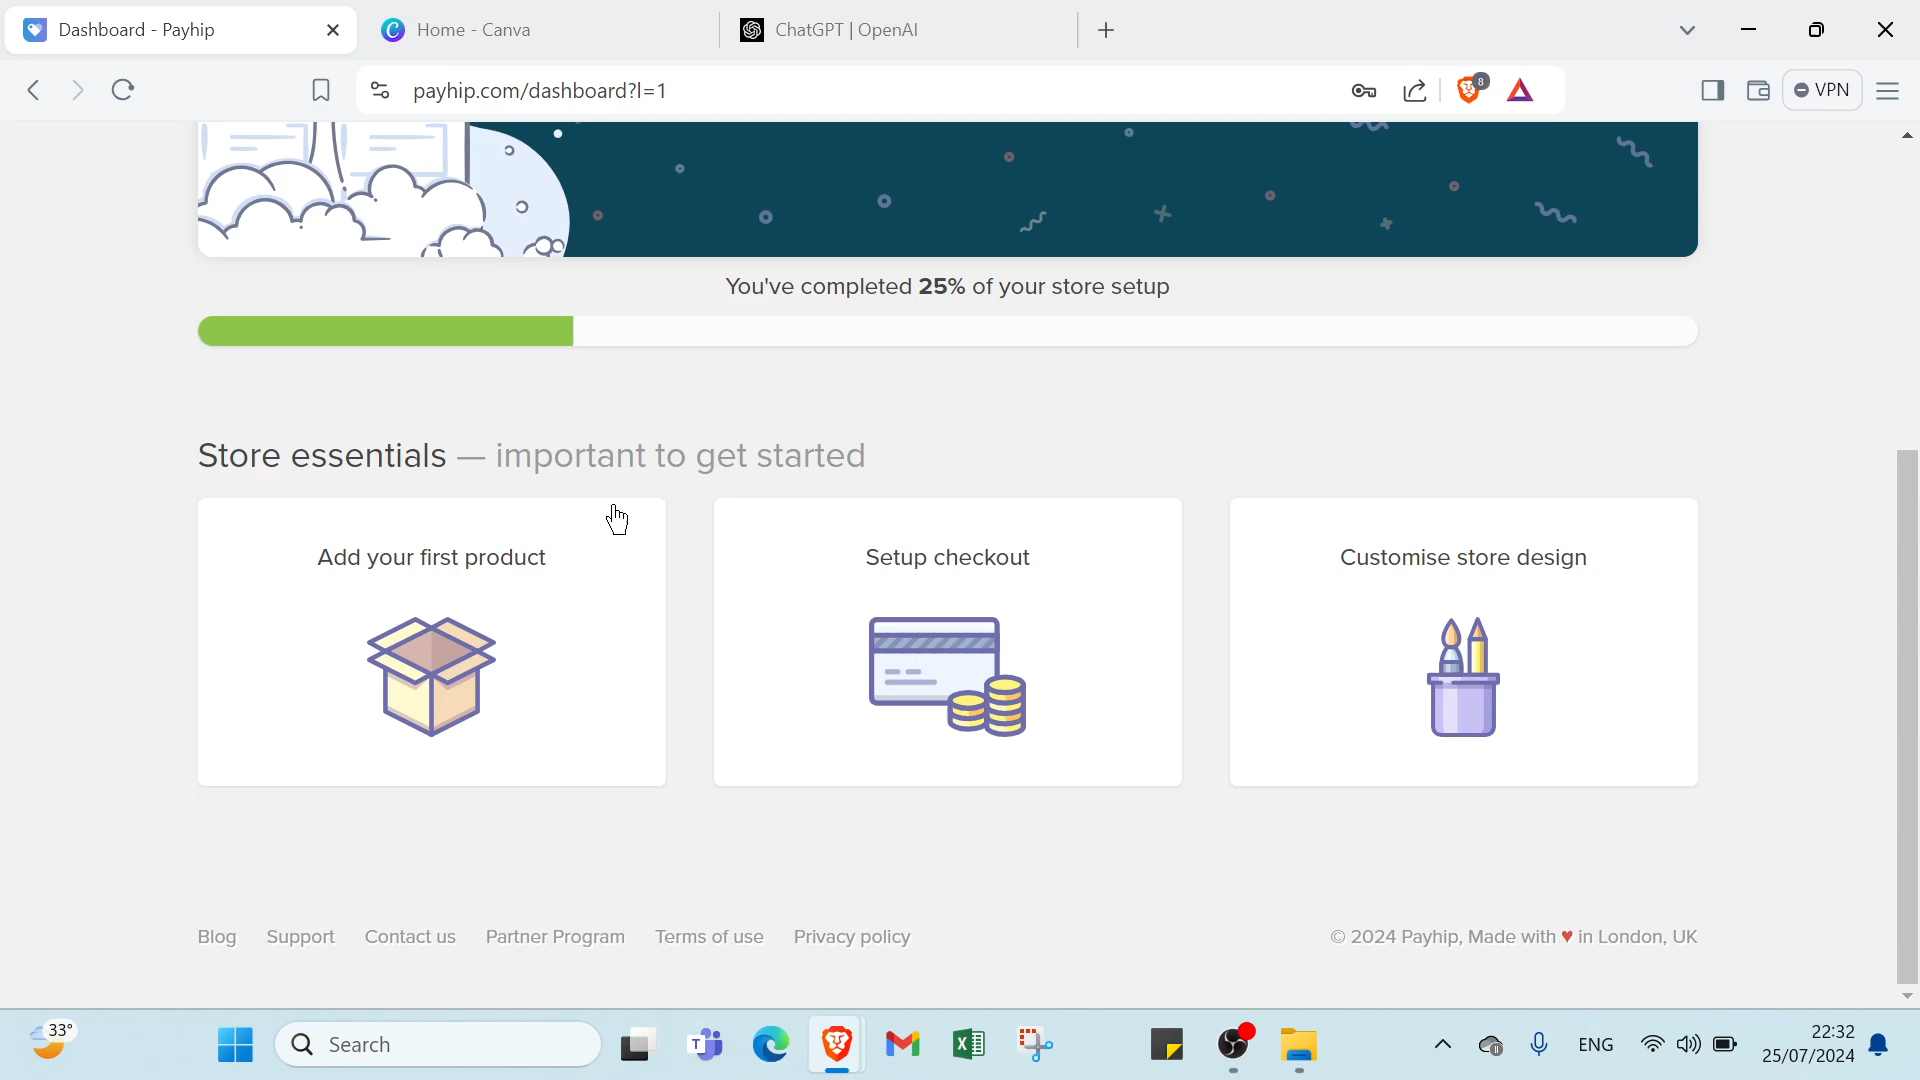 Dashboard - Payhip
Home - Canva
ChatGPT | OpenAI
payhip.com/dashboard?l=1
8
VPN
You've completed 25% of your store setup
Store essentials — important to get started
Add your first product
Setup checkout
Customise store design
Blog
Support
Contact us
Partner Program
Terms of use
Privacy policy
© 2024 Payhip, Made with ♥ in London, UK
33°
Search
ENG
22:32
25/07/2024